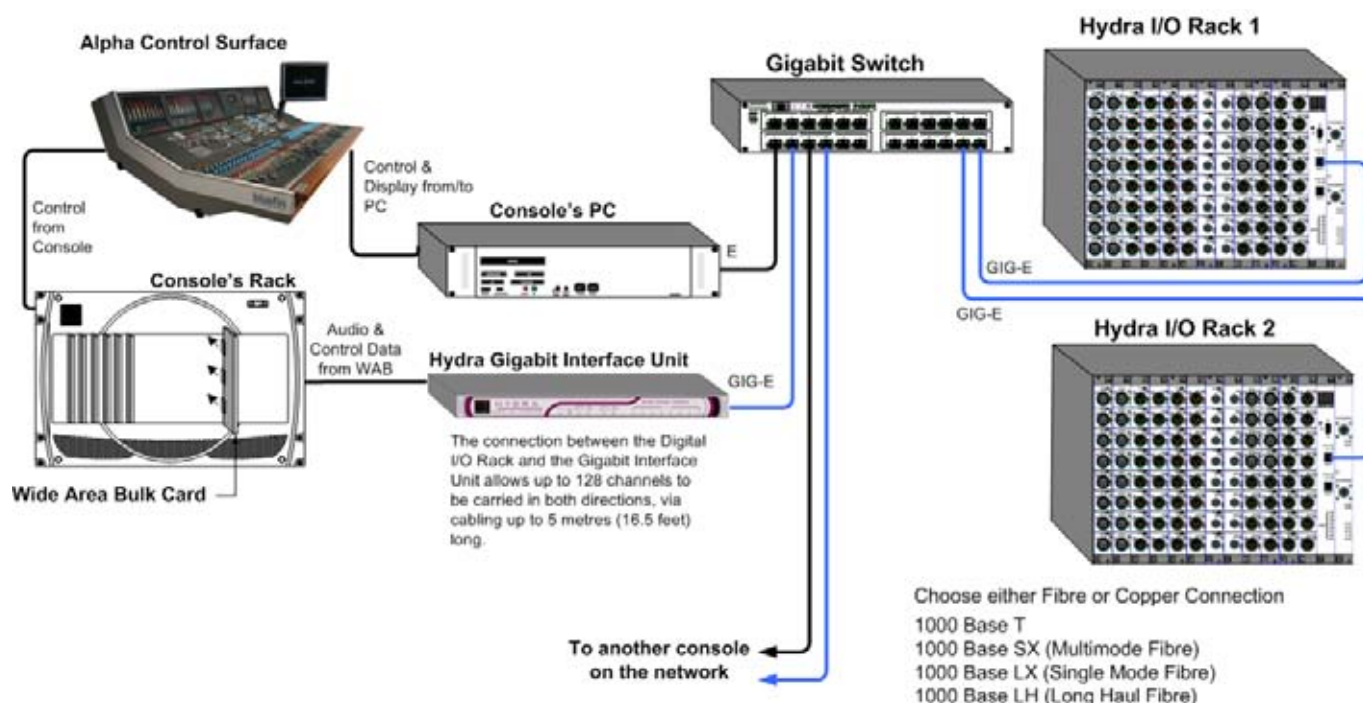 Alpha Control Surface
Hydra I/O Rack 1
Gigabit Switch
Control
from
Console
Control &
Display from/to
PC
Console's PC
E
GIG-E
GIG-E
Console's Rack
Audio &
Control Data
from WAB
Hydra Gigabit Interface Unit
GIG-E
HYDRA
Hydra I/O Rack 2
The connection between the Digital
I/O Rack and the Gigabit Interface
Unit allows up to 128 channels to
be carried in both directions, via
cabling up to 5 metres (16.5 feet)
long.
Wide Area Bulk Card
To another console
on the network
Choose either Fibre or Copper Connection
1000 Base T
1000 Base SX (Multimode Fibre)
1000 Base LX (Single Mode Fibre)
1000 Base LH (Long Haul Fibre)